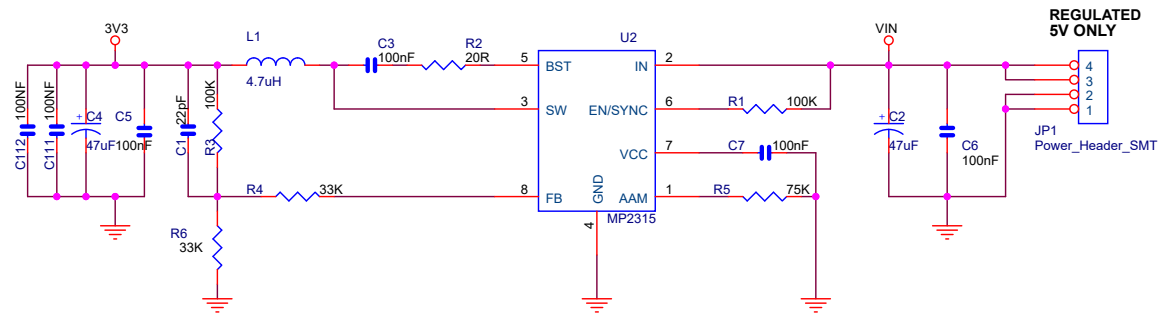 REGULATED
5V ONLY
3V3
VIN
L1
4.7uH
C3
100nF
R2
20R
U2
5
BST
IN
2
3
SW
EN/SYNC
6
VCC
7
8
FB
AAM
1
GND
4
MP2315
100NF
C112
100NF
C111
C4
47uF
C5
100nF
22pF
C1
100K
R3
R4
33K
R6
33K
R1
100K
C7
100nF
R5
75K
C2
47uF
C6
100nF
4
3
2
1
JP1
Power_Header_SMT